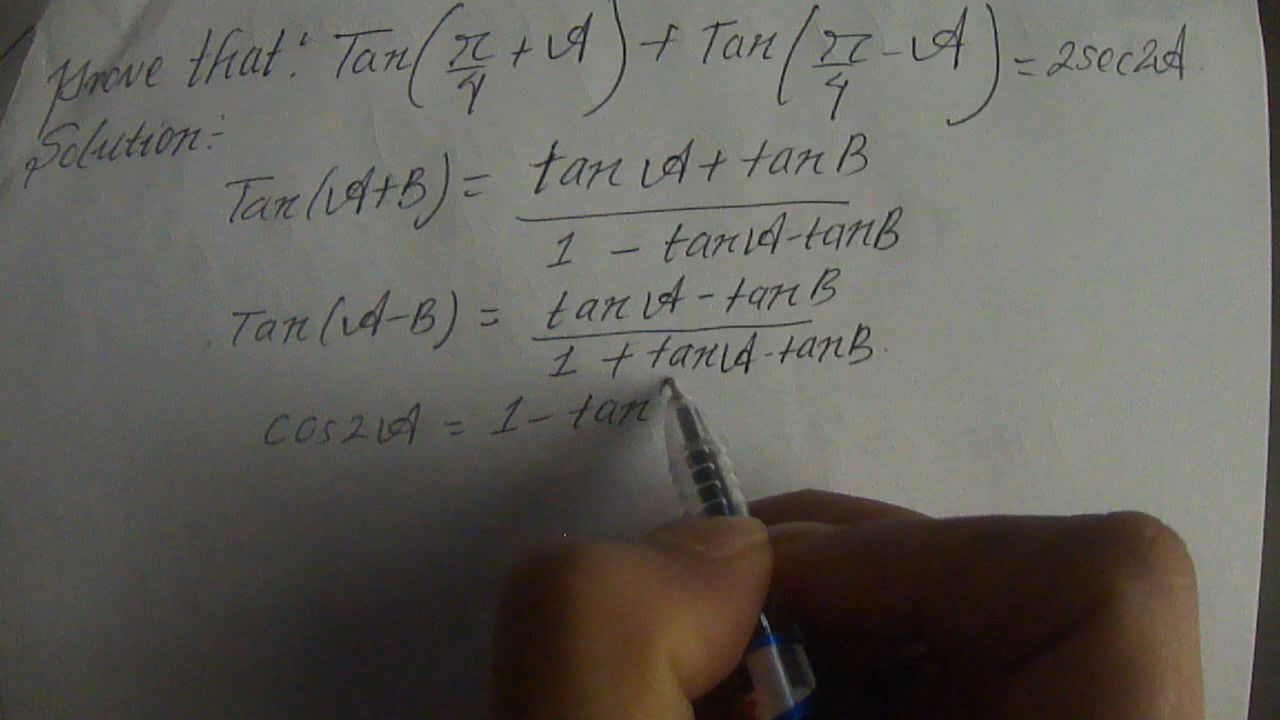 Prove that: Tan(π/4 + A) + Tan(π/4 - A) = 2sec2A
Solution:-
Tan(A+B) = tanA + tanB / 1 - tanA·tanB
Tan(A-B) = tanA - tanB / 1 + tanA·tanB
cos2A = 1 - tan